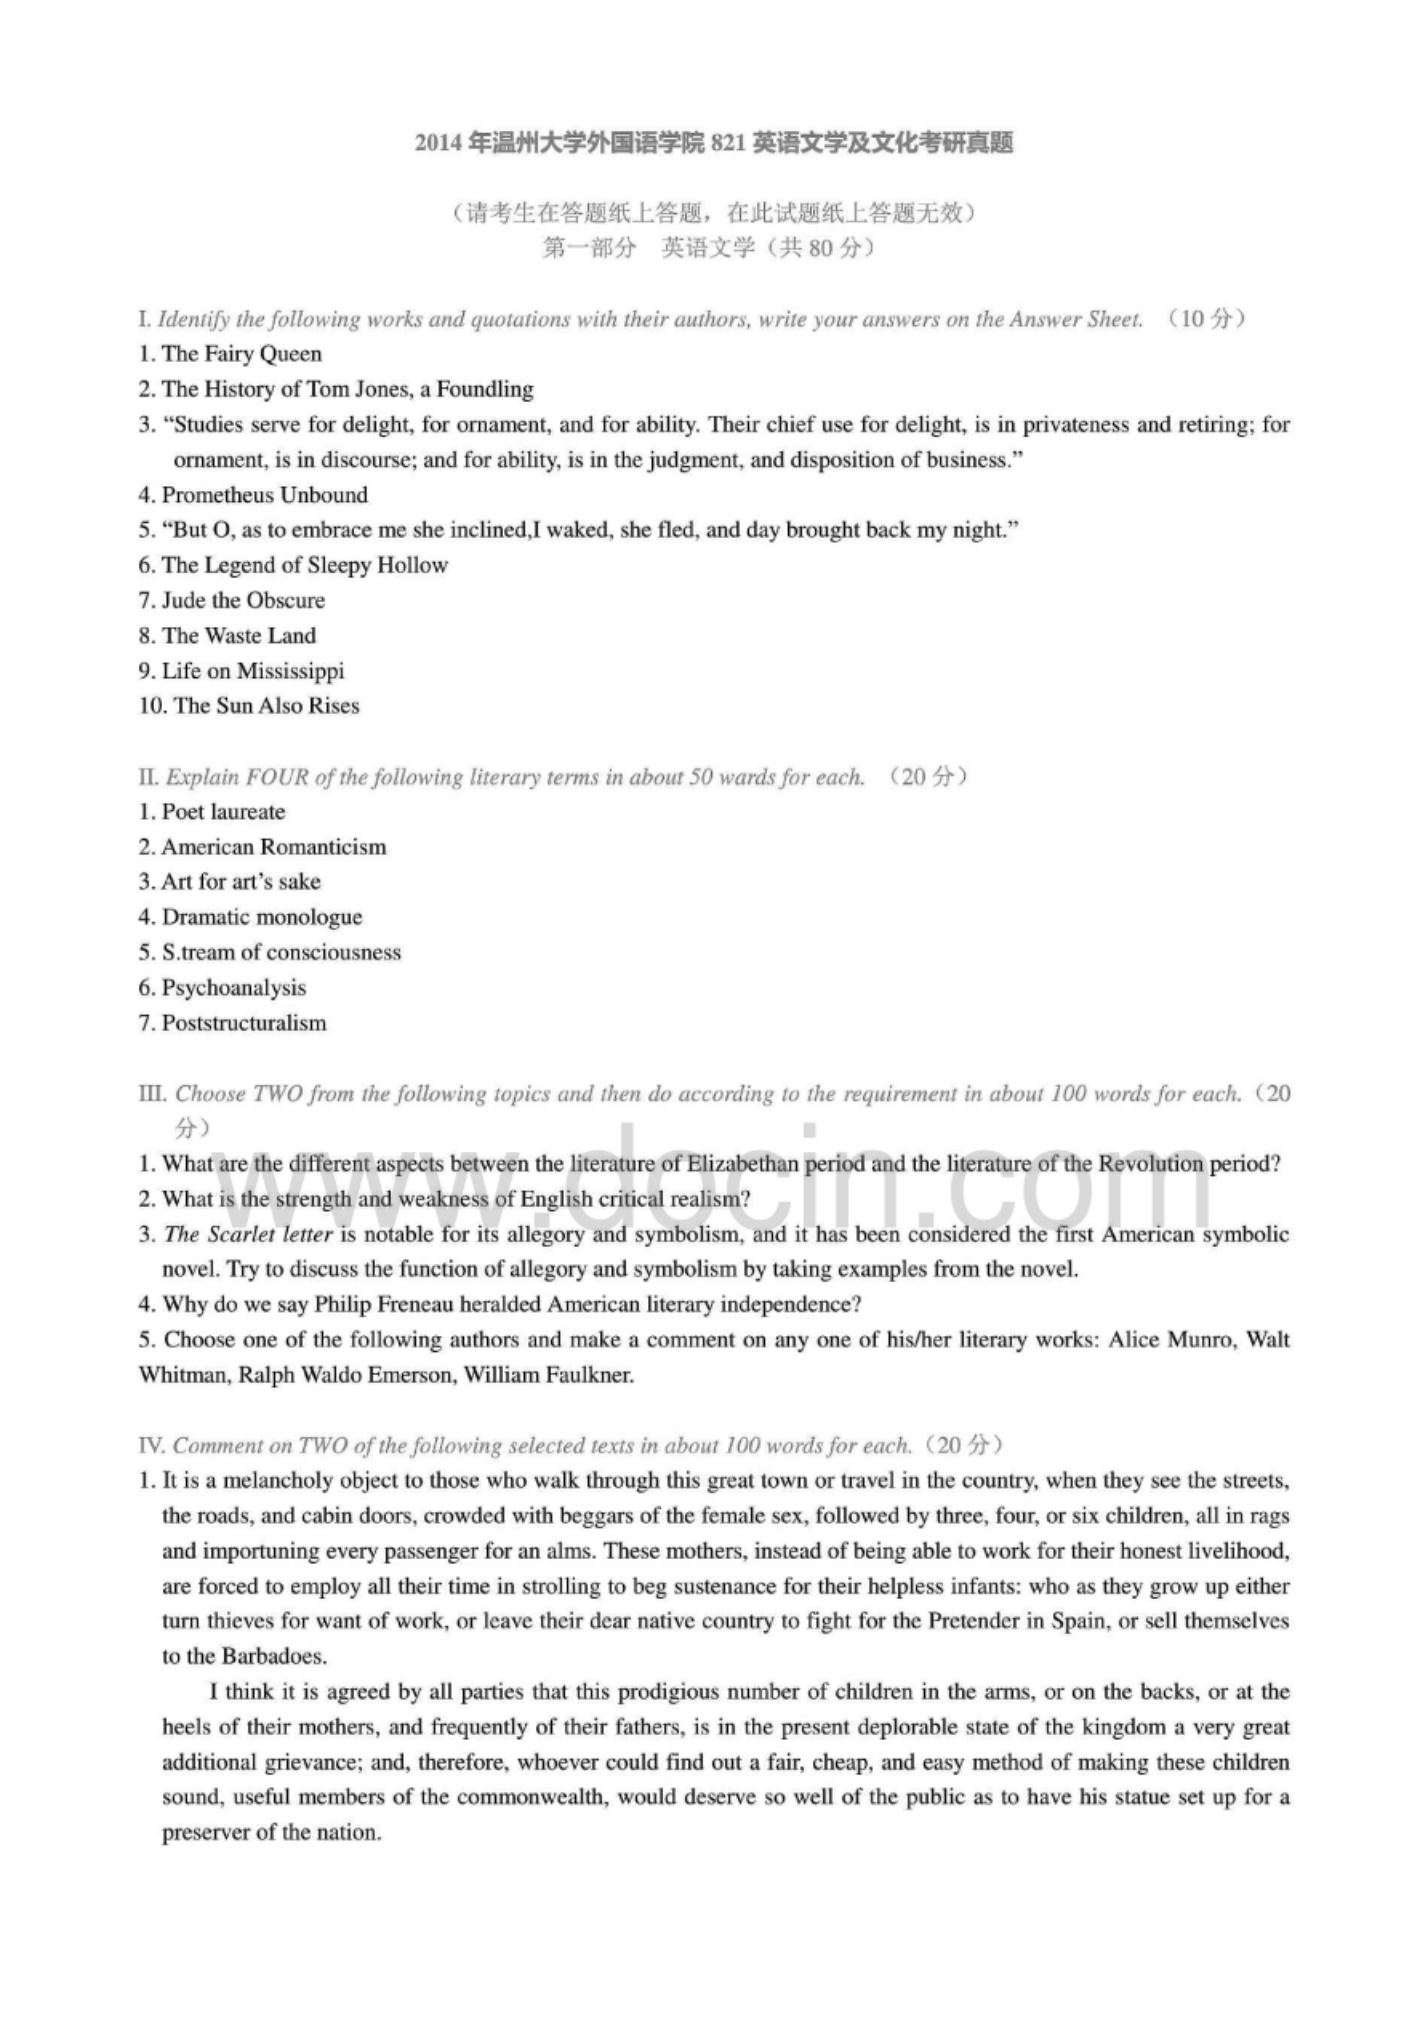 2014 年温州大学外国语学院 821 英语文学及文化考研真题
（请考生在答题纸上答题，在此试题纸上答题无效）
第一部分　英语文学（共 80 分）
I. Identify the following works and quotations with their authors, write your answers on the Answer Sheet. （10 分）
1. The Fairy Queen
2. The History of Tom Jones, a Foundling
3. “Studies serve for delight, for ornament, and for ability. Their chief use for delight, is in privateness and retiring; for
ornament, is in discourse; and for ability, is in the judgment, and disposition of business.”
4. Prometheus Unbound
5. “But O, as to embrace me she inclined,I waked, she fled, and day brought back my night.”
6. The Legend of Sleepy Hollow
7. Jude the Obscure
8. The Waste Land
9. Life on Mississippi
10. The Sun Also Rises
II. Explain FOUR of the following literary terms in about 50 wards for each. （20 分）
1. Poet laureate
2. American Romanticism
3. Art for art’s sake
4. Dramatic monologue
5. S.tream of consciousness
6. Psychoanalysis
7. Poststructuralism
III. Choose TWO from the following topics and then do according to the requirement in about 100 words for each.（20
分）
1. What are the different aspects between the literature of Elizabethan period and the literature of the Revolution period?
2. What is the strength and weakness of English critical realism?
3. The Scarlet letter is notable for its allegory and symbolism, and it has been considered the first American symbolic
novel. Try to discuss the function of allegory and symbolism by taking examples from the novel.
4. Why do we say Philip Freneau heralded American literary independence?
5. Choose one of the following authors and make a comment on any one of his/her literary works: Alice Munro, Walt
Whitman, Ralph Waldo Emerson, William Faulkner.
IV. Comment on TWO of the following selected texts in about 100 words for each.（20 分）
1. It is a melancholy object to those who walk through this great town or travel in the country, when they see the streets,
the roads, and cabin doors, crowded with beggars of the female sex, followed by three, four, or six children, all in rags
and importuning every passenger for an alms. These mothers, instead of being able to work for their honest livelihood,
are forced to employ all their time in strolling to beg sustenance for their helpless infants: who as they grow up either
turn thieves for want of work, or leave their dear native country to fight for the Pretender in Spain, or sell themselves
to the Barbadoes.
I think it is agreed by all parties that this prodigious number of children in the arms, or on the backs, or at the
heels of their mothers, and frequently of their fathers, is in the present deplorable state of the kingdom a very great
additional grievance; and, therefore, whoever could find out a fair, cheap, and easy method of making these children
sound, useful members of the commonwealth, would deserve so well of the public as to have his statue set up for a
preserver of the nation.
www.docin.com